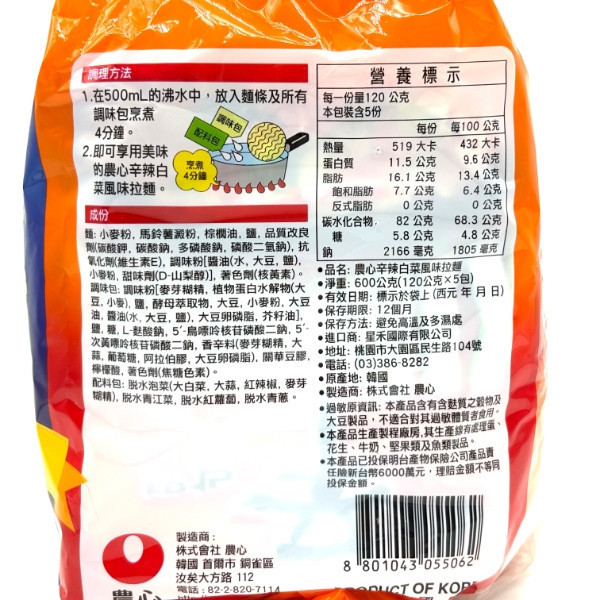 調理方法
1.在500mL的沸水中，放入麵條及所有
調味包烹煮
4分鐘。
2.即可享用美味
的農心辛辣白
菜風味拉麵。
調味包
配料包
烹煮
4分鐘
成份
麵: 小麥粉, 馬鈴薯澱粉, 棕櫚油, 鹽, 品質改良
劑(碳酸鉀, 碳酸鈉, 多磷酸鈉, 磷酸二氫鈉), 抗
氧化劑(維生素E), 調味粉[醬油(水, 大豆, 鹽),
小麥粉, 甜味劑(D-山梨醇)], 著色劑(核黃素)。
調味包: 調味粉[麥芽糊精, 植物蛋白水解物(大
豆, 小麥), 鹽, 酵母萃取物, 大豆, 小麥粉, 大豆
油, 醬油(水, 大豆, 鹽), 大豆卵磷脂, 芥籽油],
鹽, 糖, L-麩酸鈉, 5´-鳥嘌呤核苷磷酸二鈉, 5´-
次黃嘌呤核苷磷酸二鈉, 香辛料(麥芽糊精, 大
蒜, 葡萄糖, 阿拉伯膠, 大豆卵磷脂), 關華豆膠,
檸檬酸, 著色劑(焦糖色素)。
配料包: 脫水泡菜(大白菜, 大蒜, 紅辣椒, 麥芽
糊精), 脫水青江菜, 脫水紅蘿蔔, 脫水青蔥。
營養標示
每一份量120 公克
本包裝含5份
每份 每100 公克
熱量 519 大卡 432 大卡
蛋白質 11.5 公克 9.6 公克
脂肪 16.1 公克 13.4 公克
飽和脂肪 7.7 公克 6.4 公克
反式脂肪 0 公克 0 公克
碳水化合物 82 公克 68.3 公克
糖 5.8 公克 4.8 公克
鈉 2166 毫克 1805 毫克
•品名: 農心辛辣白菜風味拉麵
•淨重: 600公克(120公克×5包)
•有效日期: 標示於袋上 (西元 年 月 日)
•保存期限: 12個月
•保存方法: 避免高溫及多濕處
•進口商: 星禾國際有限公司
•地址: 桃園市大園區民生路104號
•電話: (03)386-8282
•原產地: 韓國
•製造商: 株式會社 農心
•過敏原資訊: 本產品含有含麩質之穀物及
大豆製品，不適合對其過敏體質者食用。
•本產品生產製程廠房,其生產線有處理蛋、
花生、牛奶、堅果類及魚類製品。
•本產品已投保明台產物保險公司產品責
任險新台幣6000萬元，理賠金額不等同
投保金額。
製造商:
株式會社 農心
韓國 首爾市 銅雀區
汝矣大方路 112
電話: 82-2-820-7114
農心
8 801043 055062
PRODUCT OF KOREA